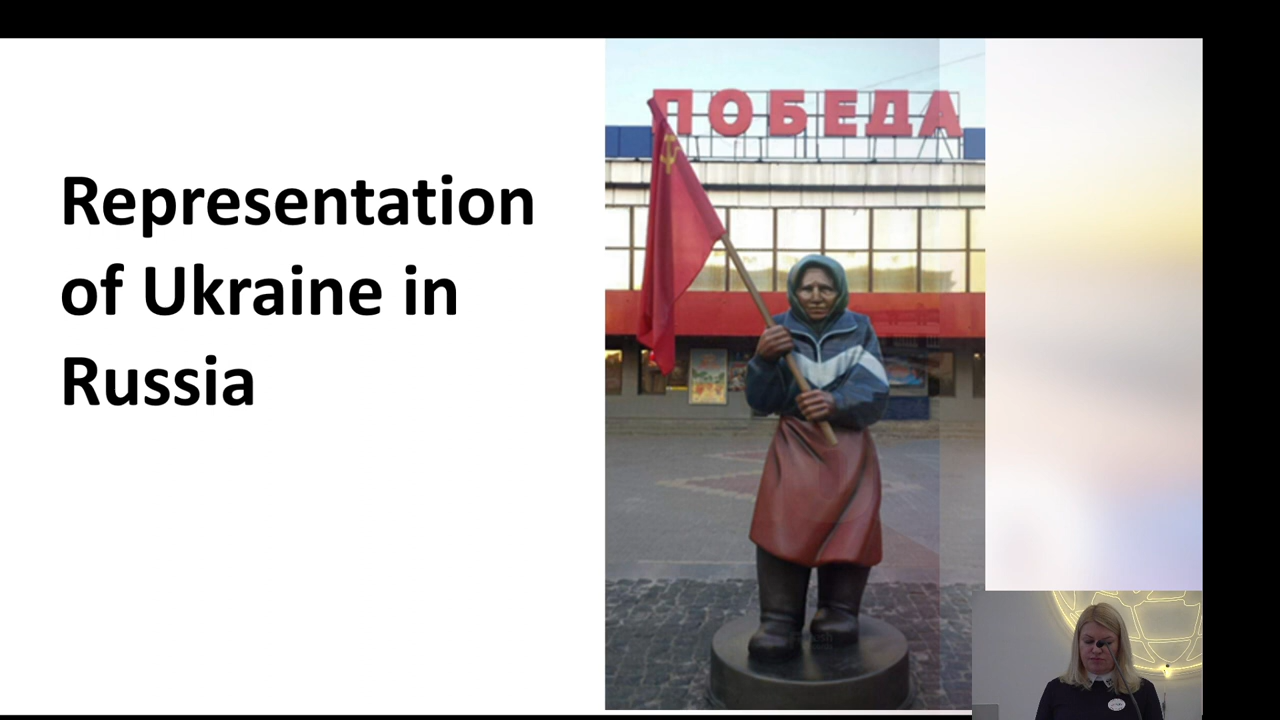 Representation
of Ukraine in
Russia
ПОБЕДА